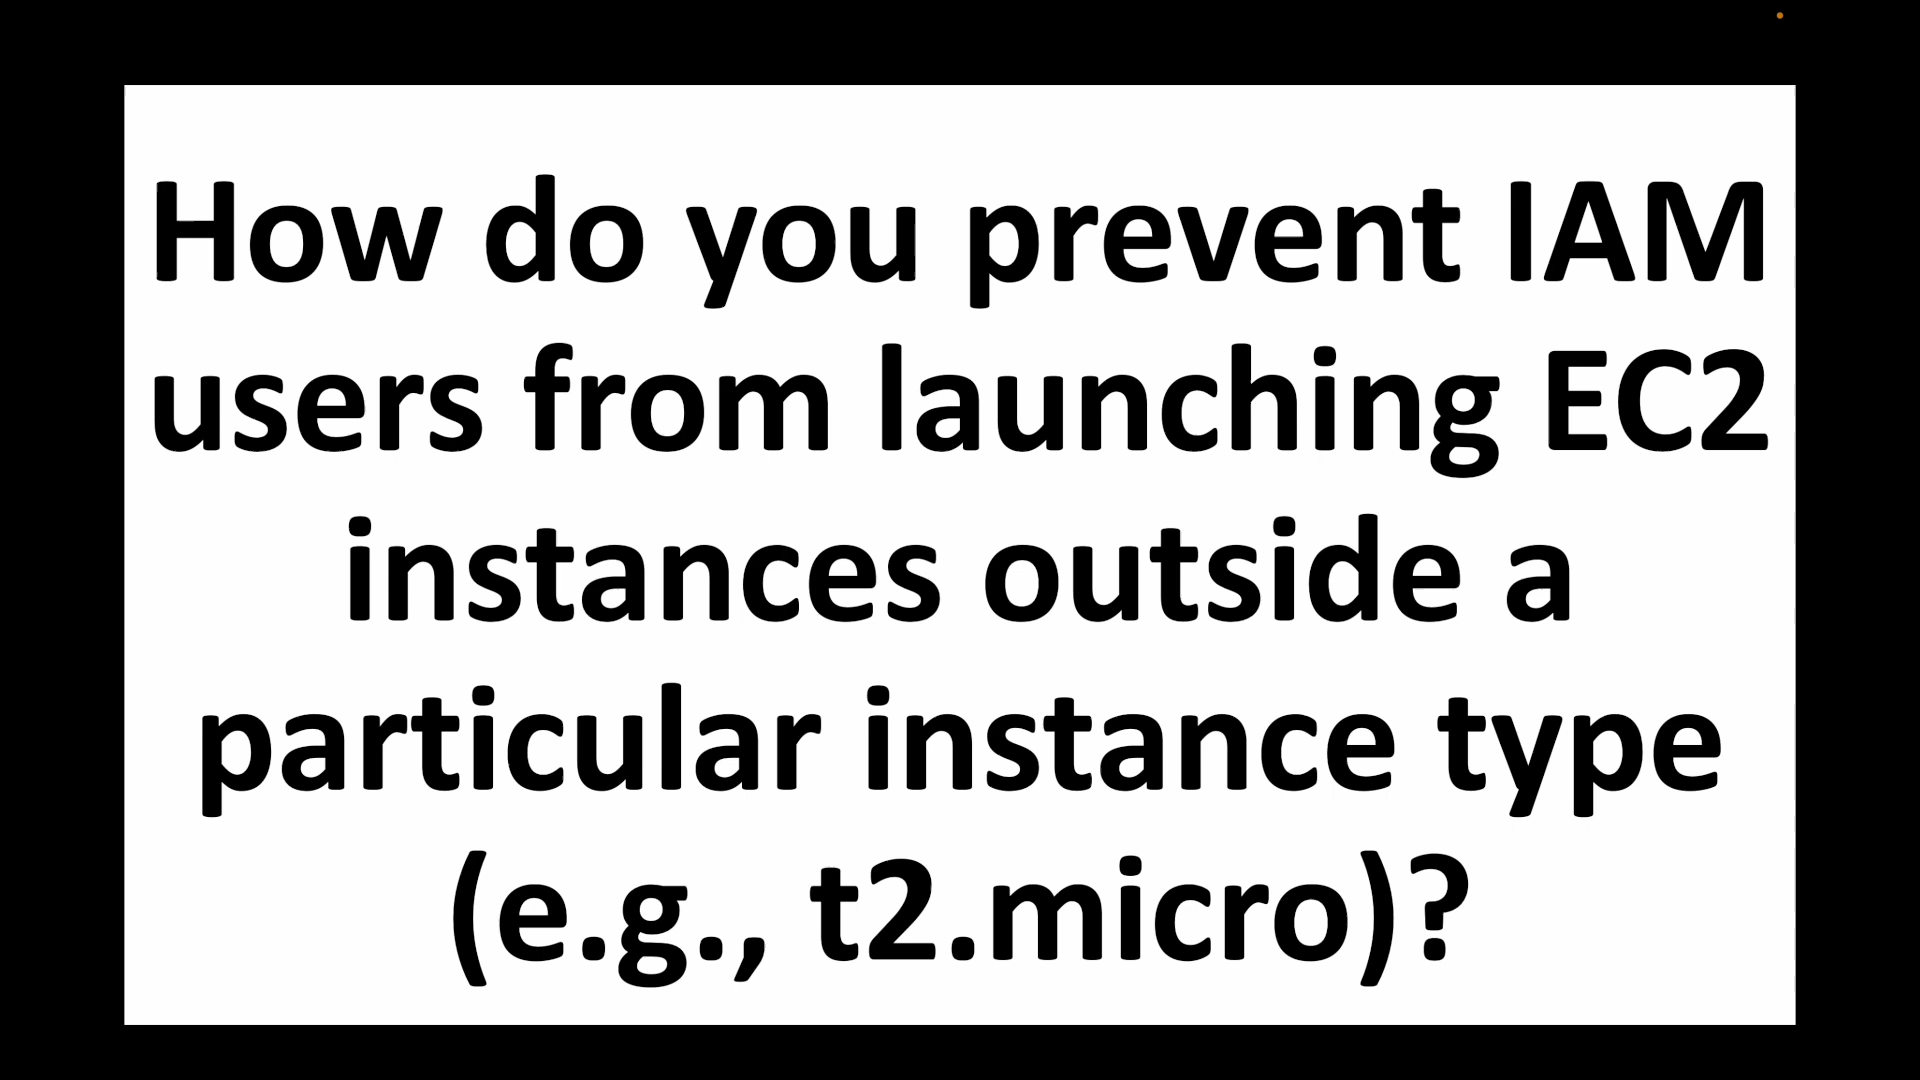 How do you prevent IAM
users from launching EC2
instances outside a
particular instance type
(e.g., t2.micro)?